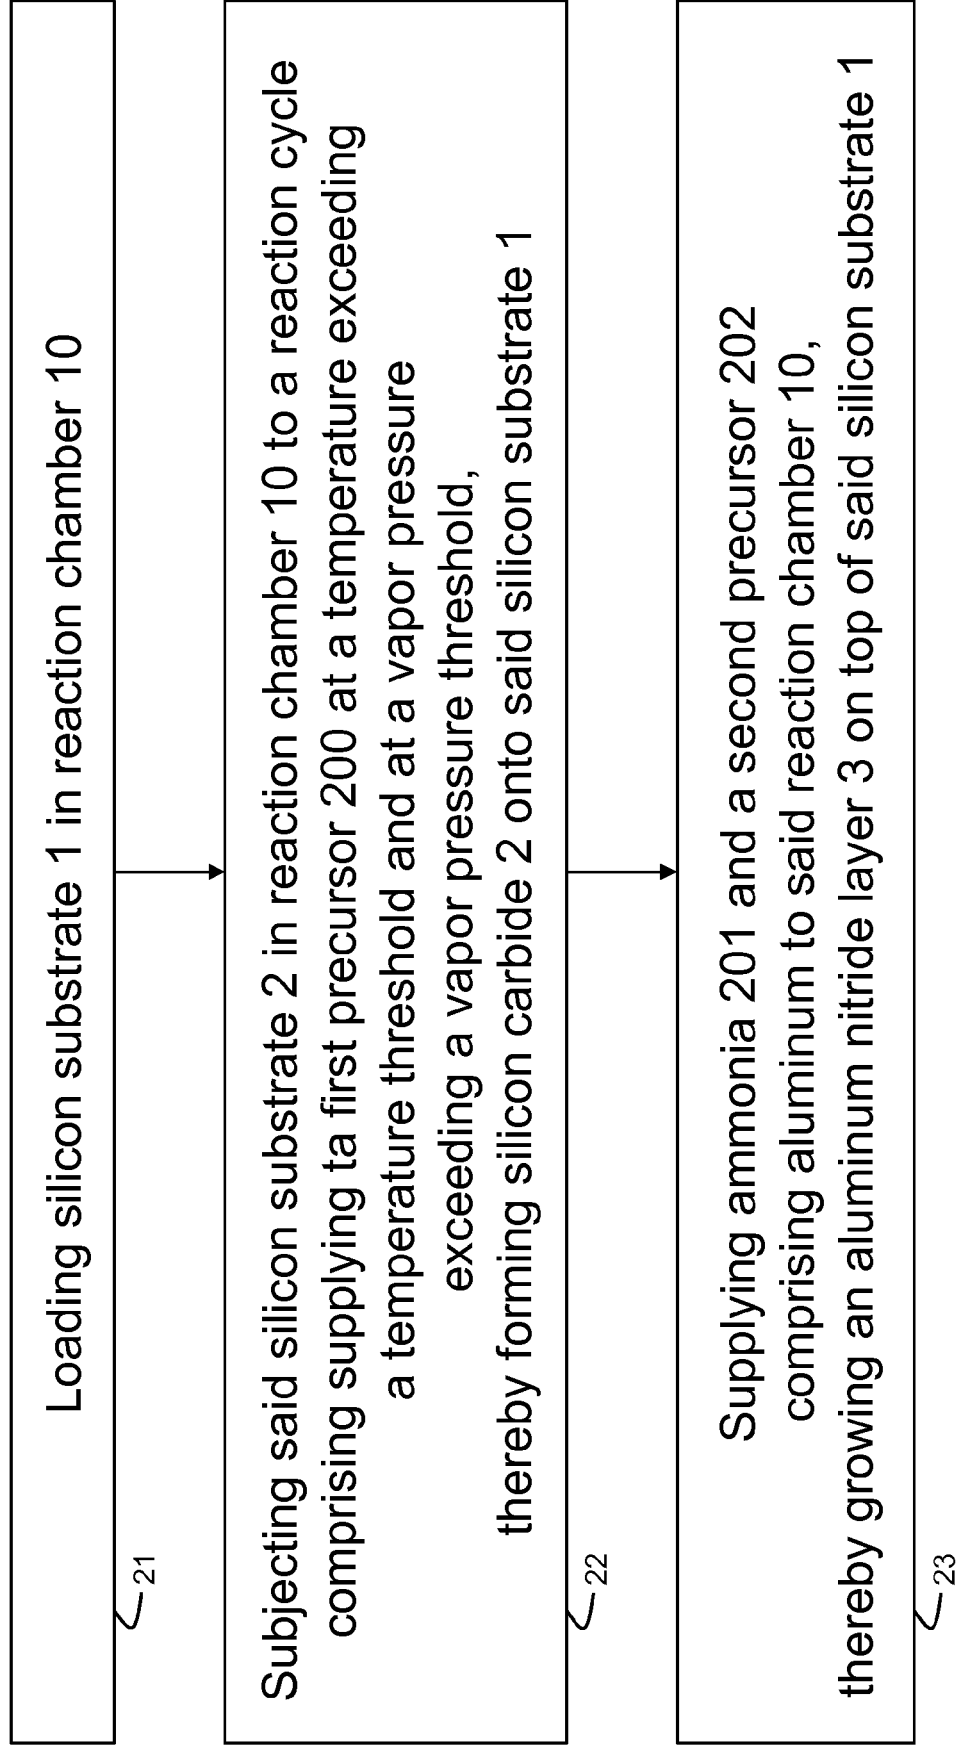 Loading silicon substrate 1 in reaction chamber 10
21
Subjecting said silicon substrate 2 in reaction chamber 10 to a reaction cycle
comprising supplying ta first precursor 200 at a temperature exceeding
a temperature threshold and at a vapor pressure
exceeding a vapor pressure threshold,
thereby forming silicon carbide 2 onto said silicon substrate 1
22
Supplying ammonia 201 and a second precursor 202
comprising aluminum to said reaction chamber 10,
thereby growing an aluminum nitride layer 3 on top of said silicon substrate 1
23